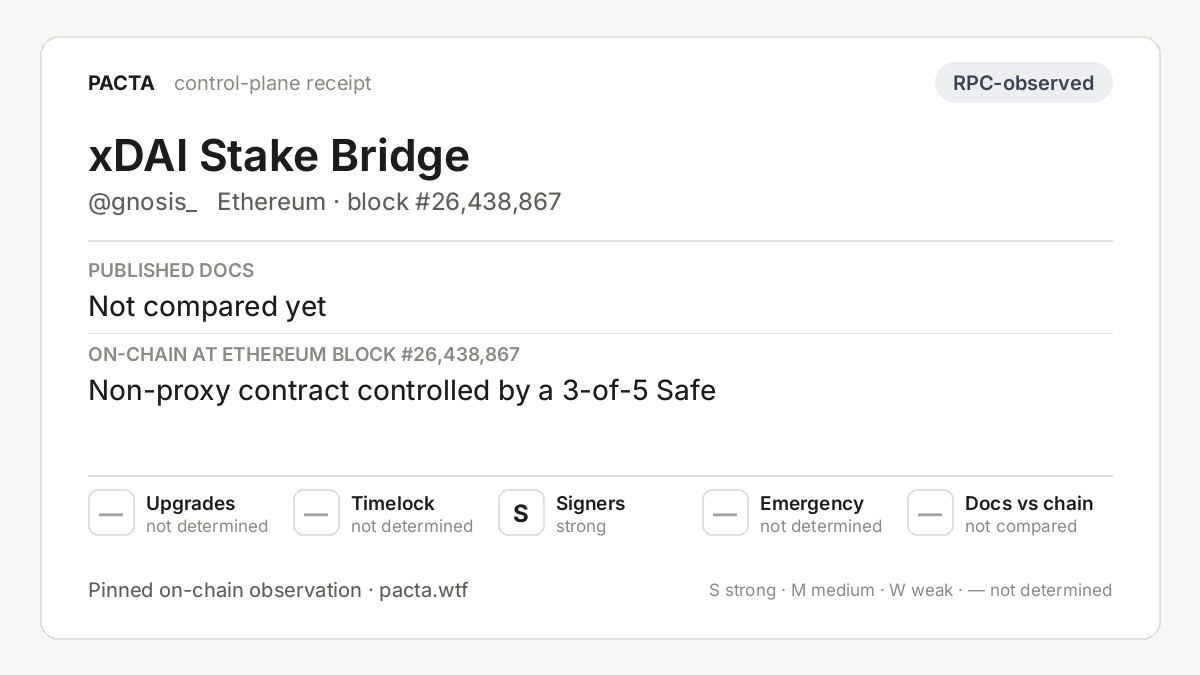 PACTA control-plane receipt RPC-observed
xDAI Stake Bridge
@gnosis_ Ethereum · block #26,438,867
PUBLISHED DOCS
Not compared yet
ON-CHAIN AT ETHEREUM BLOCK #26,438,867
Non-proxy contract controlled by a 3-of-5 Safe
— Upgrades not determined
— Timelock not determined
S Signers strong
— Emergency not determined
— Docs vs chain not compared
Pinned on-chain observation · pacta.wtf
S strong · M medium · W weak · — not determined